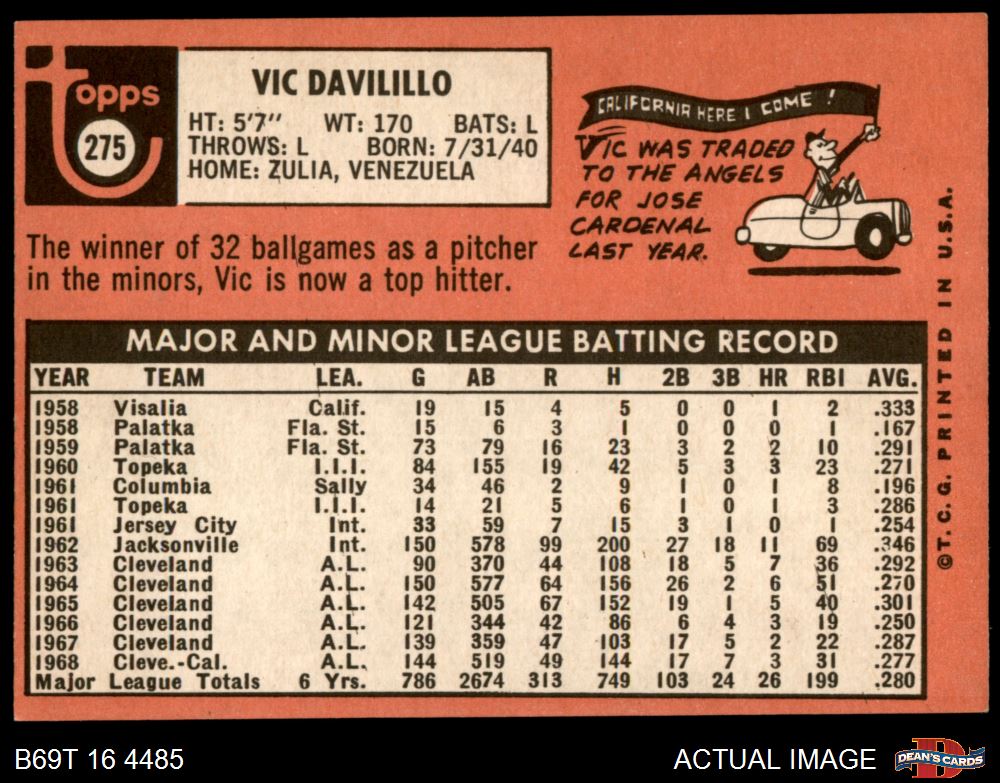 topps
275
VIC DAVILILLO
HT: 5'7" WT: 170 BATS: L
THROWS: L BORN: 7/31/40
HOME: ZULIA, VENEZUELA
The winner of 32 ballgames as a pitcher
in the minors, Vic is now a top hitter.
CALIFORNIA HERE I COME !
VIC WAS TRADED
TO THE ANGELS
FOR JOSE
CARDENAL
LAST YEAR.
MAJOR AND MINOR LEAGUE BATTING RECORD
YEAR TEAM LEA. G AB R H 2B 3B HR RBI AVG.
1958 Visalia Calif. 19 15 4 5 0 0 1 2 .333
1958 Palatka Fla. St. 15 6 3 1 0 0 0 1 .167
1959 Palatka Fla. St. 73 79 16 23 3 2 2 10 .291
1960 Topeka I.I.I. 84 155 19 42 5 3 3 23 .271
1961 Columbia Sally 34 46 2 9 1 0 1 8 .196
1961 Topeka I.I.I. 14 21 5 6 1 0 1 3 .286
1961 Jersey City Int. 33 59 7 15 3 1 0 1 .254
1962 Jacksonville Int. 150 578 99 200 27 18 11 69 .346
1963 Cleveland A.L. 90 370 44 108 18 5 7 36 .292
1964 Cleveland A.L. 150 577 64 156 26 2 6 51 .270
1965 Cleveland A.L. 142 505 67 152 19 1 5 40 .301
1966 Cleveland A.L. 121 344 42 86 6 4 3 19 .250
1967 Cleveland A.L. 139 359 47 103 17 5 2 22 .287
1968 Cleve.-Cal. A.L. 144 519 49 144 17 7 3 31 .277
Major League Totals 6 Yrs. 786 2674 313 749 103 24 26 199 .280
©T.C.G. PRINTED IN U.S.A.
B69T 16 4485
ACTUAL IMAGE
D
DEAN'S CARDS